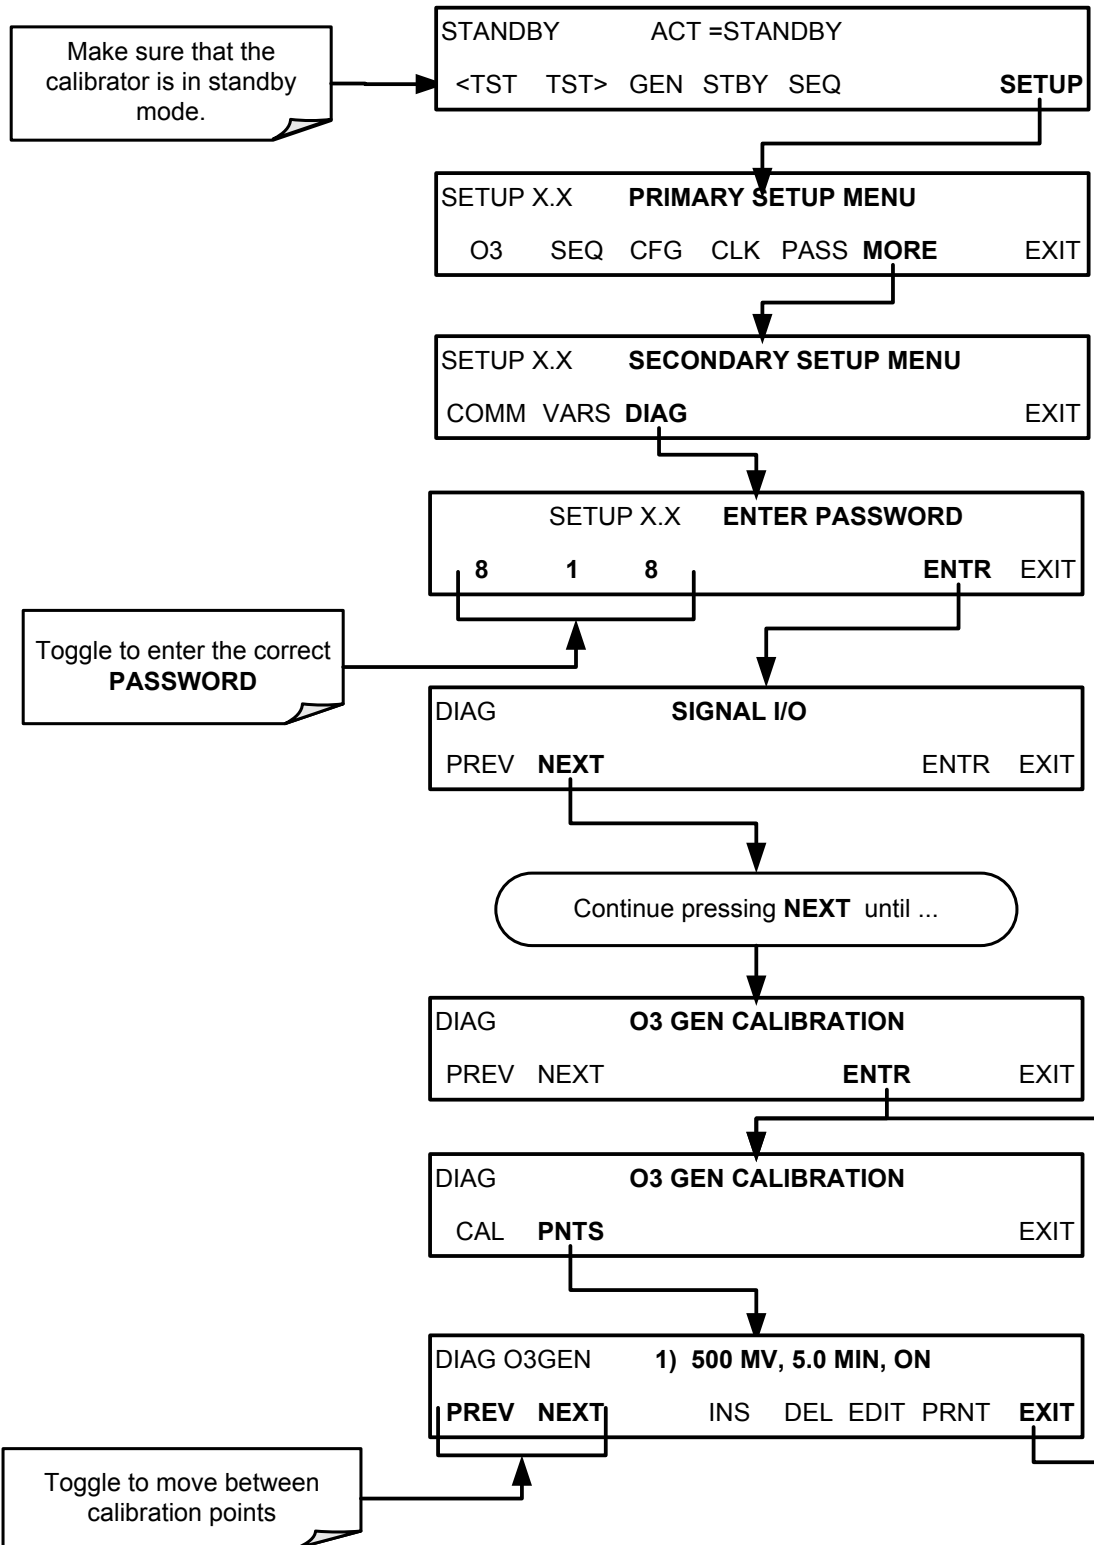 Make sure that the
calibrator is in standby
mode.
STANDBY ACT =STANDBY
<TST TST> GEN STBY SEQ SETUP
SETUP X.X PRIMARY SETUP MENU
O3 SEQ CFG CLK PASS MORE EXIT
SETUP X.X SECONDARY SETUP MENU
COMM VARS DIAG EXIT
SETUP X.X ENTER PASSWORD
8 1 8 ENTR EXIT
Toggle to enter the correct
PASSWORD
DIAG SIGNAL I/O
PREV NEXT ENTR EXIT
Continue pressing NEXT until ...
DIAG O3 GEN CALIBRATION
PREV NEXT ENTR EXIT
DIAG O3 GEN CALIBRATION
CAL PNTS EXIT
DIAG O3GEN 1) 500 MV, 5.0 MIN, ON
PREV NEXT INS DEL EDIT PRNT EXIT
Toggle to move between
calibration points